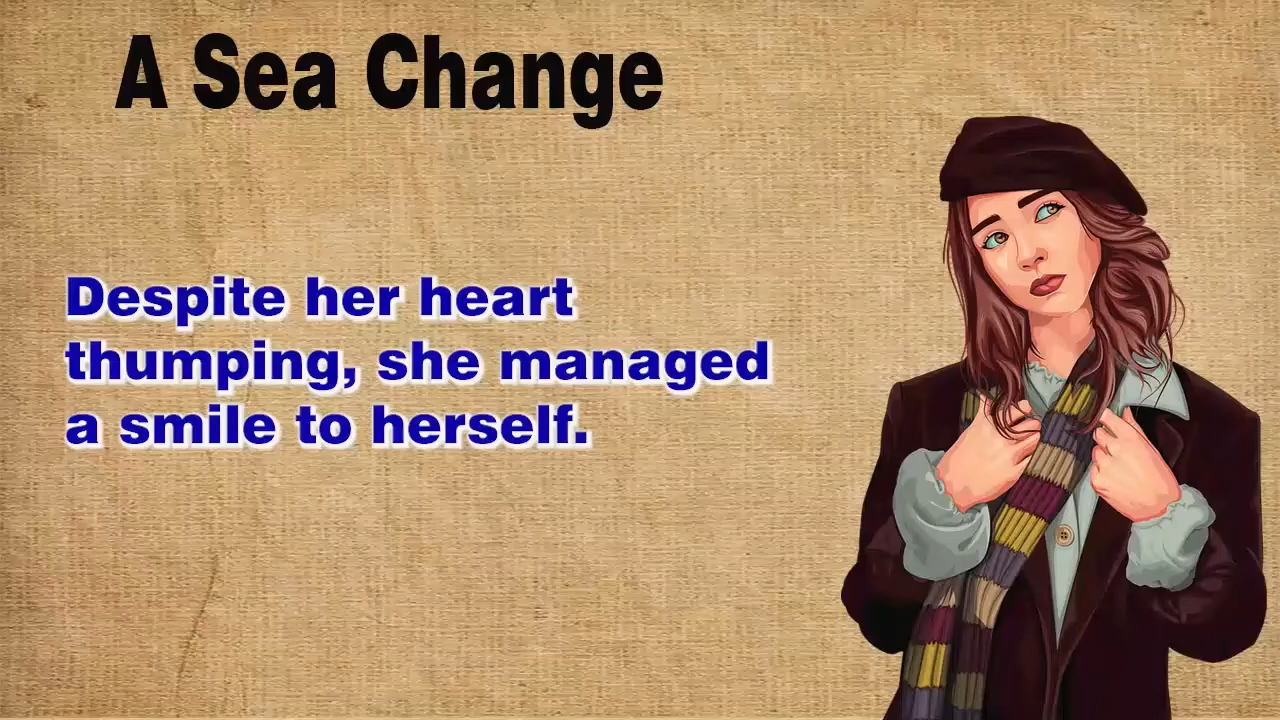 A Sea Change
Despite her heart
thumping, she managed
a smile to herself.